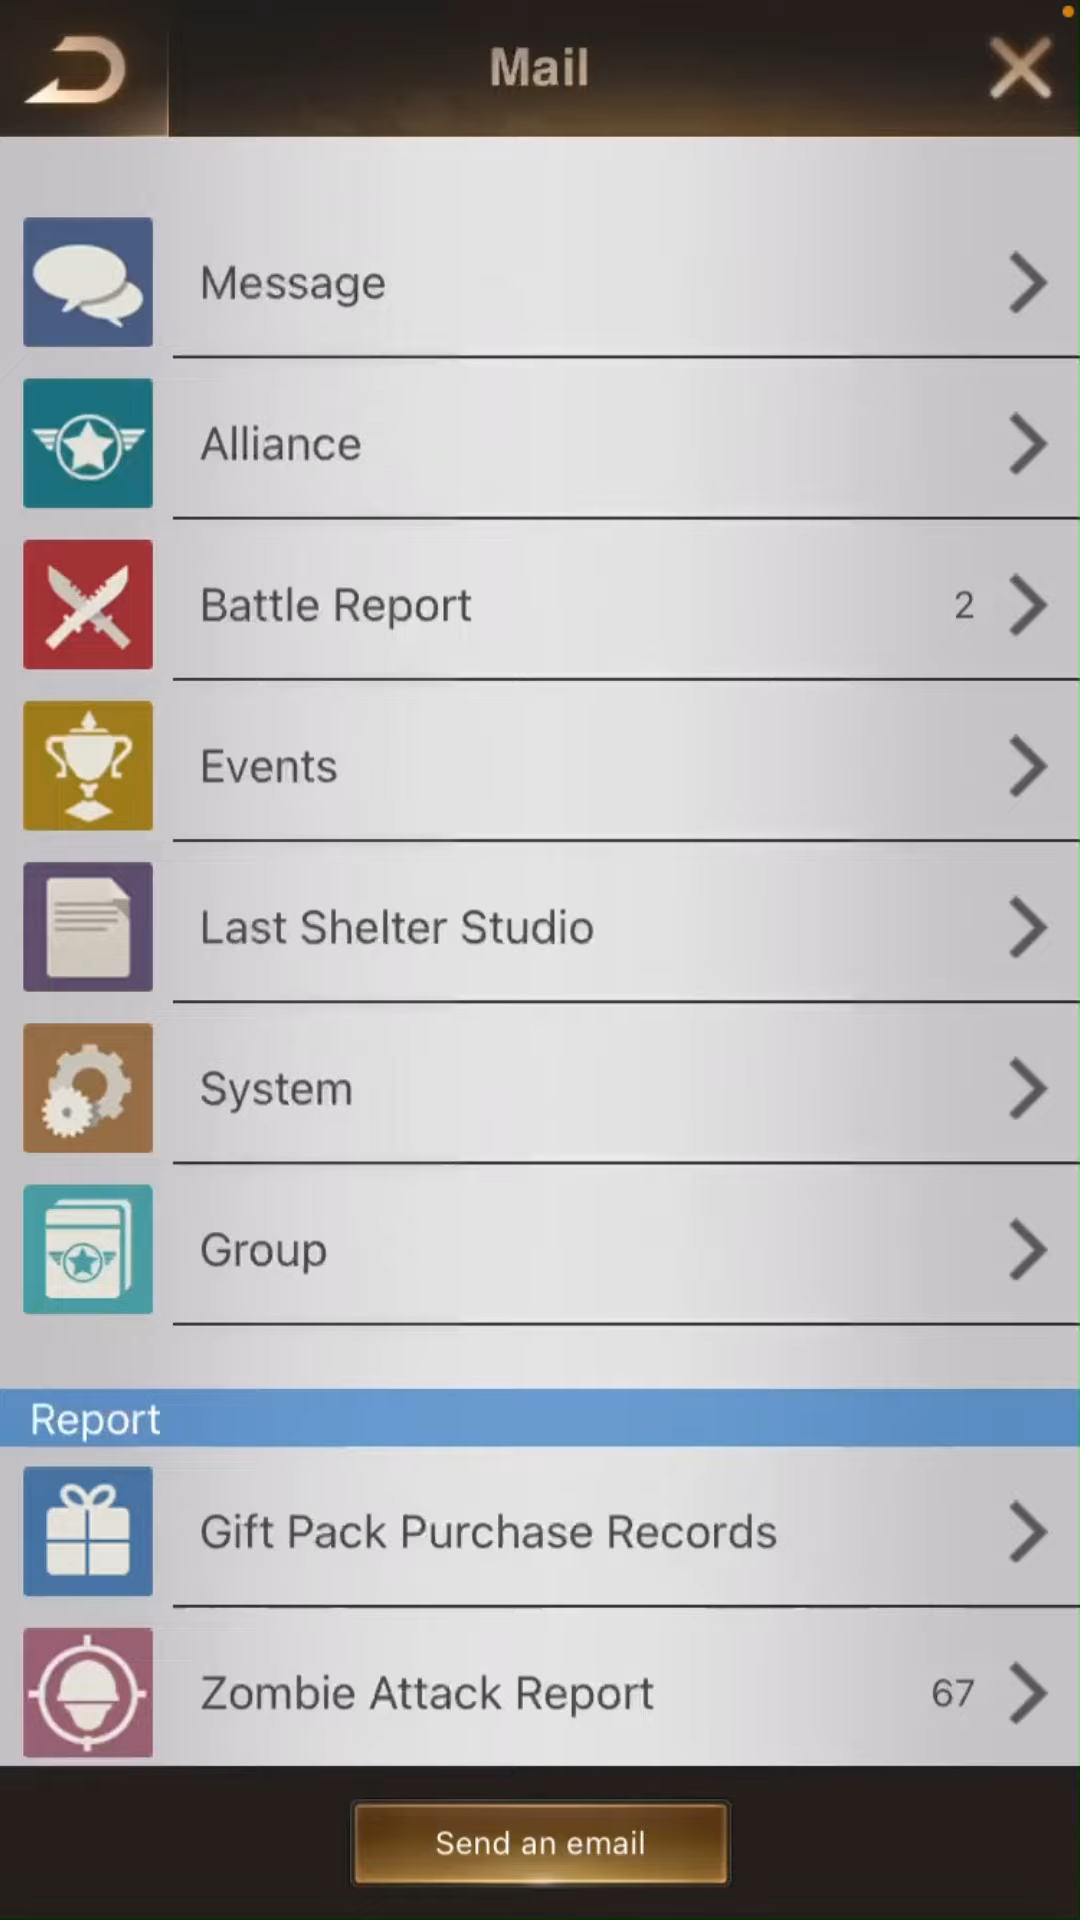 Mail
Message
Alliance
Battle Report 2
Events
Last Shelter Studio
System
Group
Report
Gift Pack Purchase Records
Zombie Attack Report 67
Send an email